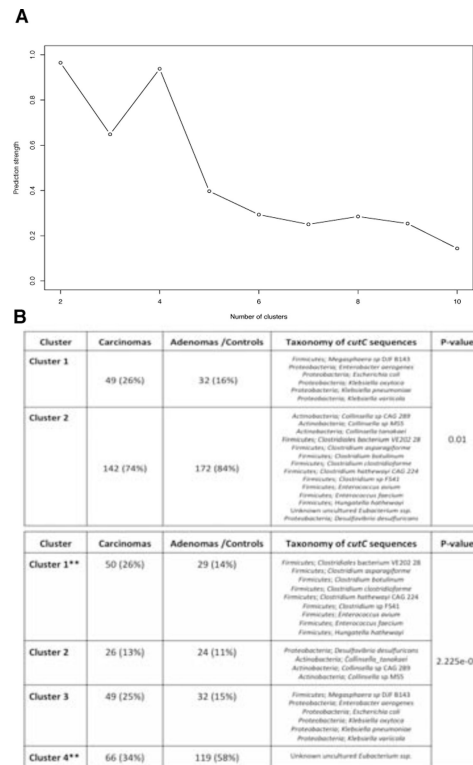 A
1.0
0.8
0.6
0.4
0.2
0.0
Prediction strength
2 4 6 8 10
Number of clusters
B
Cluster Carcinomas Adenomas /Controls Taxonomy of cutC sequences P-value
Cluster 1 49 (26%) 32 (16%)
Firmicutes; Megasphaera sp DJF B143
Proteobacteria; Enterobacter aerogenes
Proteobacteria; Escherichia coli
Proteobacteria; Klebsiella oxytoca
Proteobacteria; Klebsiella pneumoniae
Proteobacteria; Klebsiella variicola
Cluster 2 142 (74%) 172 (84%)
Actinobacteria; Collinsella sp CAG 289
Actinobacteria; Collinsella sp MS5
Actinobacteria; Collinsella tanakaei
Firmicutes; Clostridiales bacterium VE202 28
Firmicutes; Clostridium asparagiforme
Firmicutes; Clostridium botulinum
Firmicutes; Clostridium clostridioforme
Firmicutes; Clostridium hathewayi CAG 224
Firmicutes; Clostridium sp FS41
Firmicutes; Enterococcus avium
Firmicutes; Enterococcus faecium
Firmicutes; Hungatella hathewayi
Unknown uncultured Eubacterium ssp.
Proteobacteria; Desulfovibrio desulfuricans
0.01
Cluster Carcinomas Adenomas /Controls Taxonomy of cutC sequences P-value
Cluster 1** 50 (26%) 29 (14%)
Firmicutes; Clostridiales bacterium VE202 28
Firmicutes; Clostridium asparagiforme
Firmicutes; Clostridium botulinum
Firmicutes; Clostridium clostridioforme
Firmicutes; Clostridium hathewayi CAG 224
Firmicutes; Clostridium sp FS41
Firmicutes; Enterococcus avium
Firmicutes; Enterococcus faecium
Firmicutes; Hungatella hathewayi
Cluster 2 26 (13%) 24 (11%)
Proteobacteria; Desulfovibrio desulfuricans
Actinobacteria; Collinsella_tanakaei
Actinobacteria; Collinsella sp CAG 289
Actinobacteria; Collinsella sp MS5
2.225e-0
Cluster 3 49 (25%) 32 (15%)
Firmicutes; Megasphaera sp DJF B143
Proteobacteria; Enterobacter aerogenes
Proteobacteria; Escherichia coli
Proteobacteria; Klebsiella oxytoca
Proteobacteria; Klebsiella pneumoniae
Proteobacteria; Klebsiella variicola
Cluster 4** 66 (34%) 119 (58%) Unknown uncultured Eubacterium ssp.